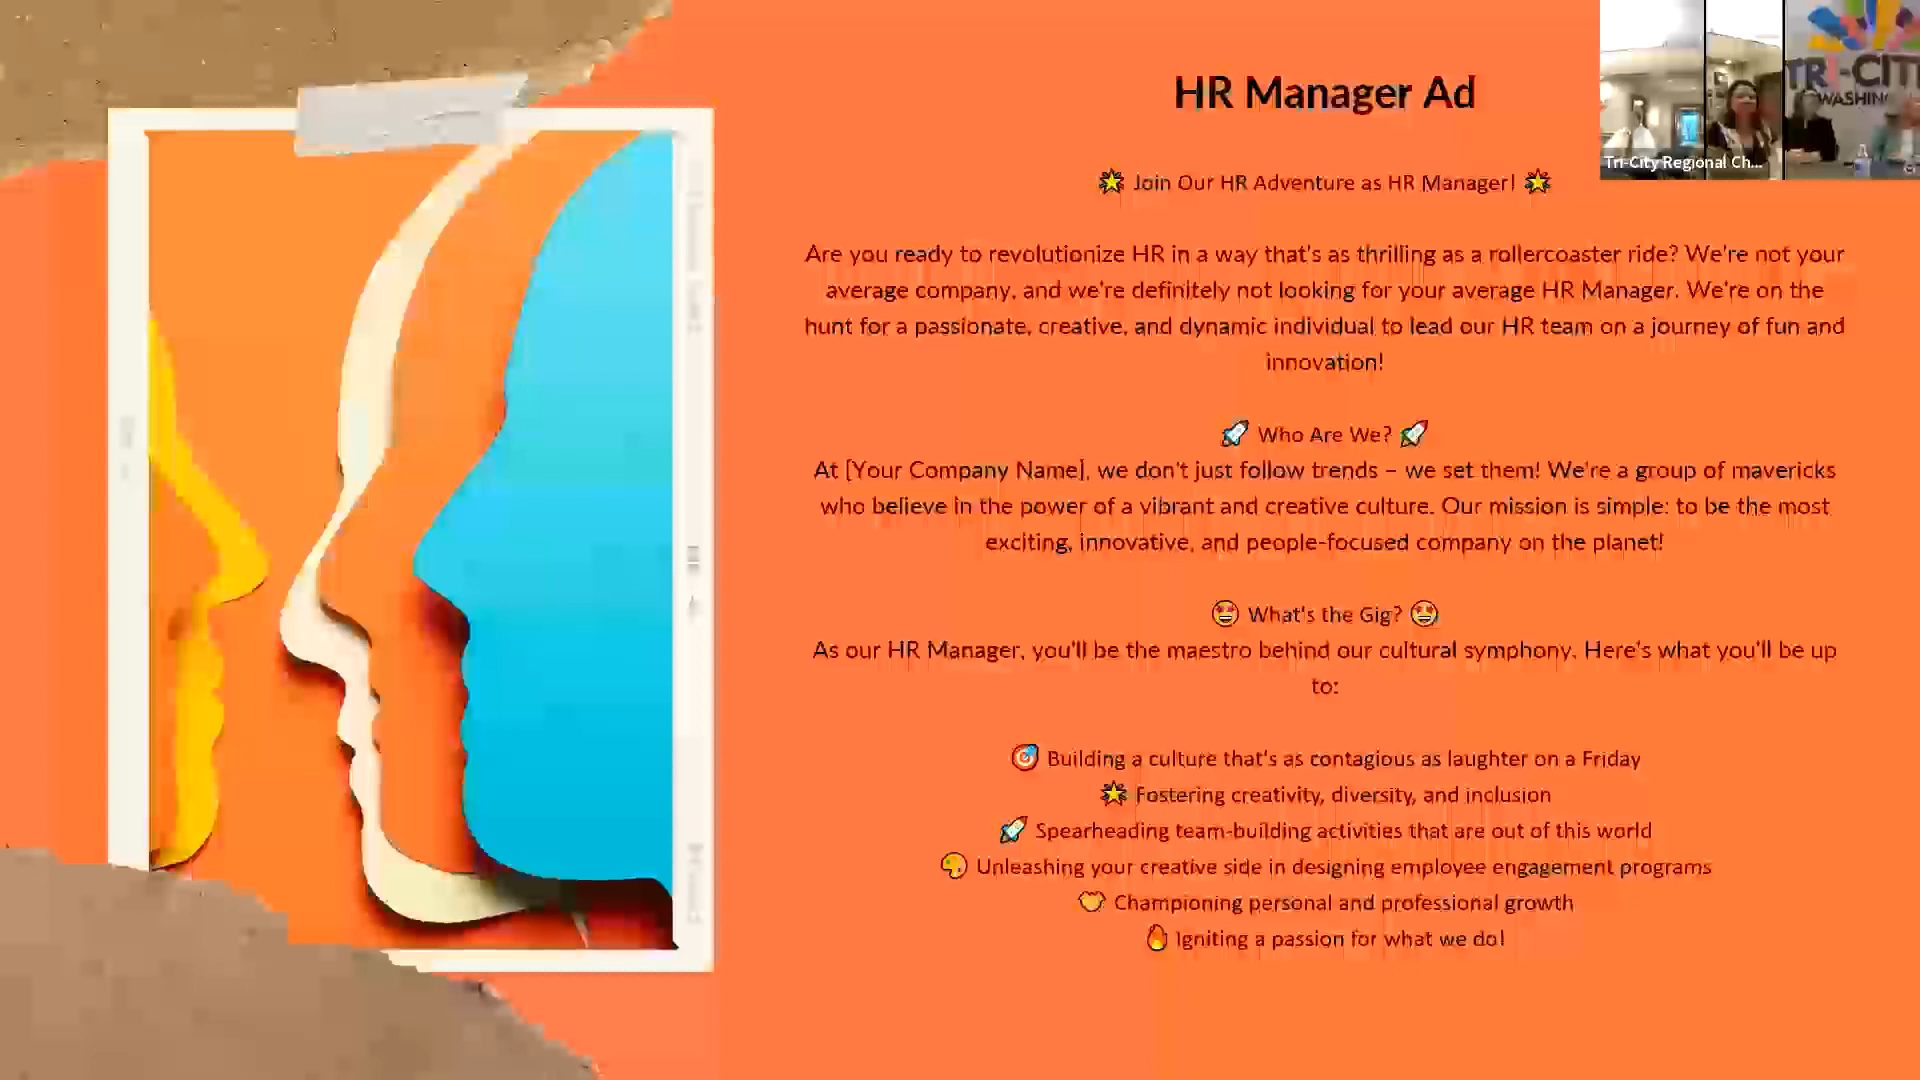 HR Manager Ad
🌟 Join Our HR Adventure as HR Manager! 🌟
Are you ready to revolutionize HR in a way that's as thrilling as a rollercoaster ride? We're not your
average company, and we're definitely not looking for your average HR Manager. We're on the
hunt for a passionate, creative, and dynamic individual to lead our HR team on a journey of fun and
innovation!
🚀 Who Are We? 🚀
At [Your Company Name], we don't just follow trends – we set them! We're a group of mavericks
who believe in the power of a vibrant and creative culture. Our mission is simple: to be the most
exciting, innovative, and people-focused company on the planet!
🤩 What's the Gig? 🤩
As our HR Manager, you'll be the maestro behind our cultural symphony. Here's what you'll be up
to:
🎯 Building a culture that's as contagious as laughter on a Friday
🌟 Fostering creativity, diversity, and inclusion
🚀 Spearheading team-building activities that are out of this world
🎨 Unleashing your creative side in designing employee engagement programs
🤝 Championing personal and professional growth
🔥 Igniting a passion for what we do!
TRI-CIT
WASHIN
Tri-City Regional Ch...